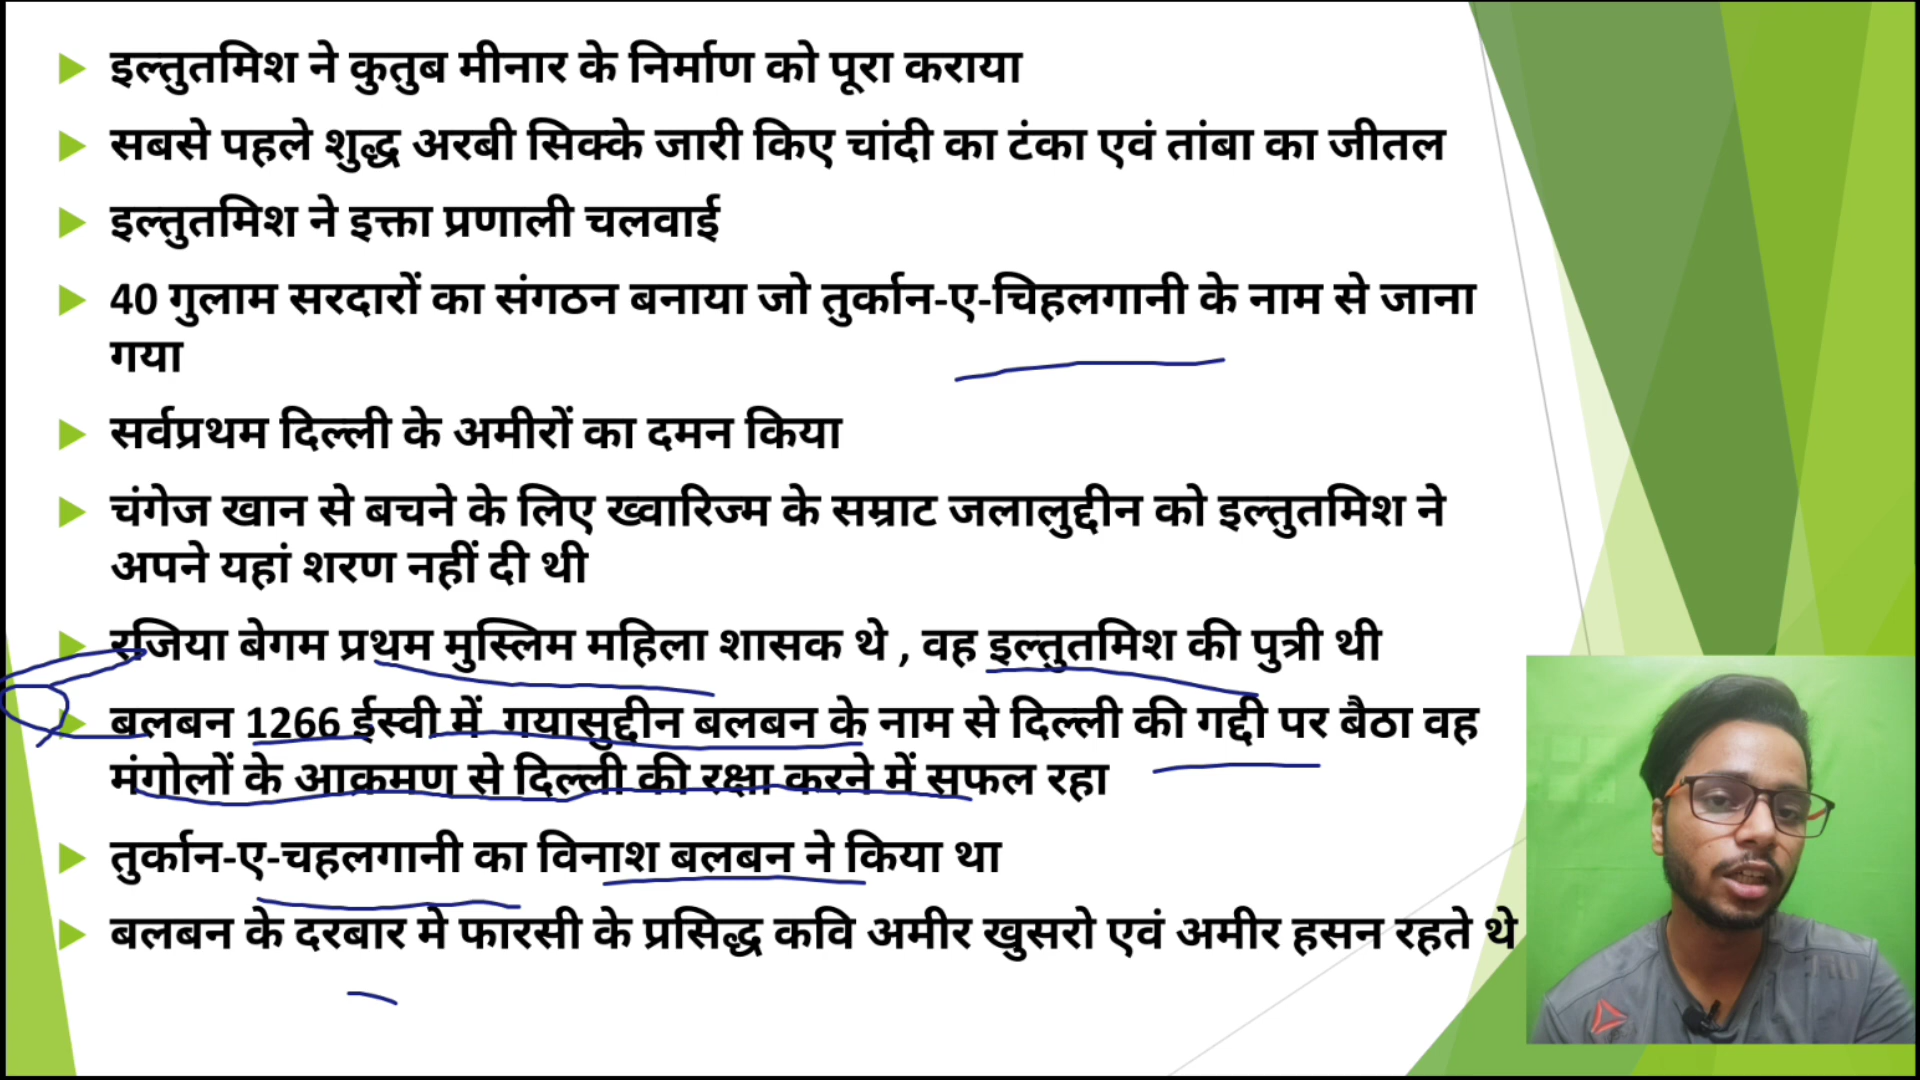 इल्तुतमिश ने कुतुब मीनार के निर्माण को पूरा कराया
सबसे पहले शुद्ध अरबी सिक्के जारी किए चांदी का टंका एवं तांबा का जीतल
इल्तुतमिश ने इक्ता प्रणाली चलवाई
40 गुलाम सरदारों का संगठन बनाया जो तुर्कान-ए-चिहलगानी के नाम से जाना
गया
सर्वप्रथम दिल्ली के अमीरों का दमन किया
चंगेज खान से बचने के लिए ख्वारिज्म के सम्राट जलालुद्दीन को इल्तुतमिश ने
अपने यहां शरण नहीं दी थी
रजिया बेगम प्रथम मुस्लिम महिला शासक थे , वह इल्तुतमिश की पुत्री थी
बलबन 1266 ईस्वी में गयासुद्दीन बलबन के नाम से दिल्ली की गद्दी पर बैठा वह
मंगोलों के आक्रमण से दिल्ली की रक्षा करने में सफल रहा
तुर्कान-ए-चहलगानी का विनाश बलबन ने किया था
बलबन के दरबार मे फारसी के प्रसिद्ध कवि अमीर खुसरो एवं अमीर हसन रहते थे